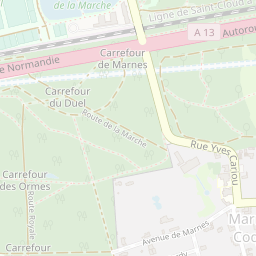 de la Marche
Ligne de Saint-Cloud à
A 13
Autorou
e Normandie
Carrefour
de Marnes
Carrefour
du Duel
Route de la Marche
Rue Yves Cariou
Carrefour
des Ormes
Route Royale
Mar
Coc
Avenue de Marnes
Carrefour